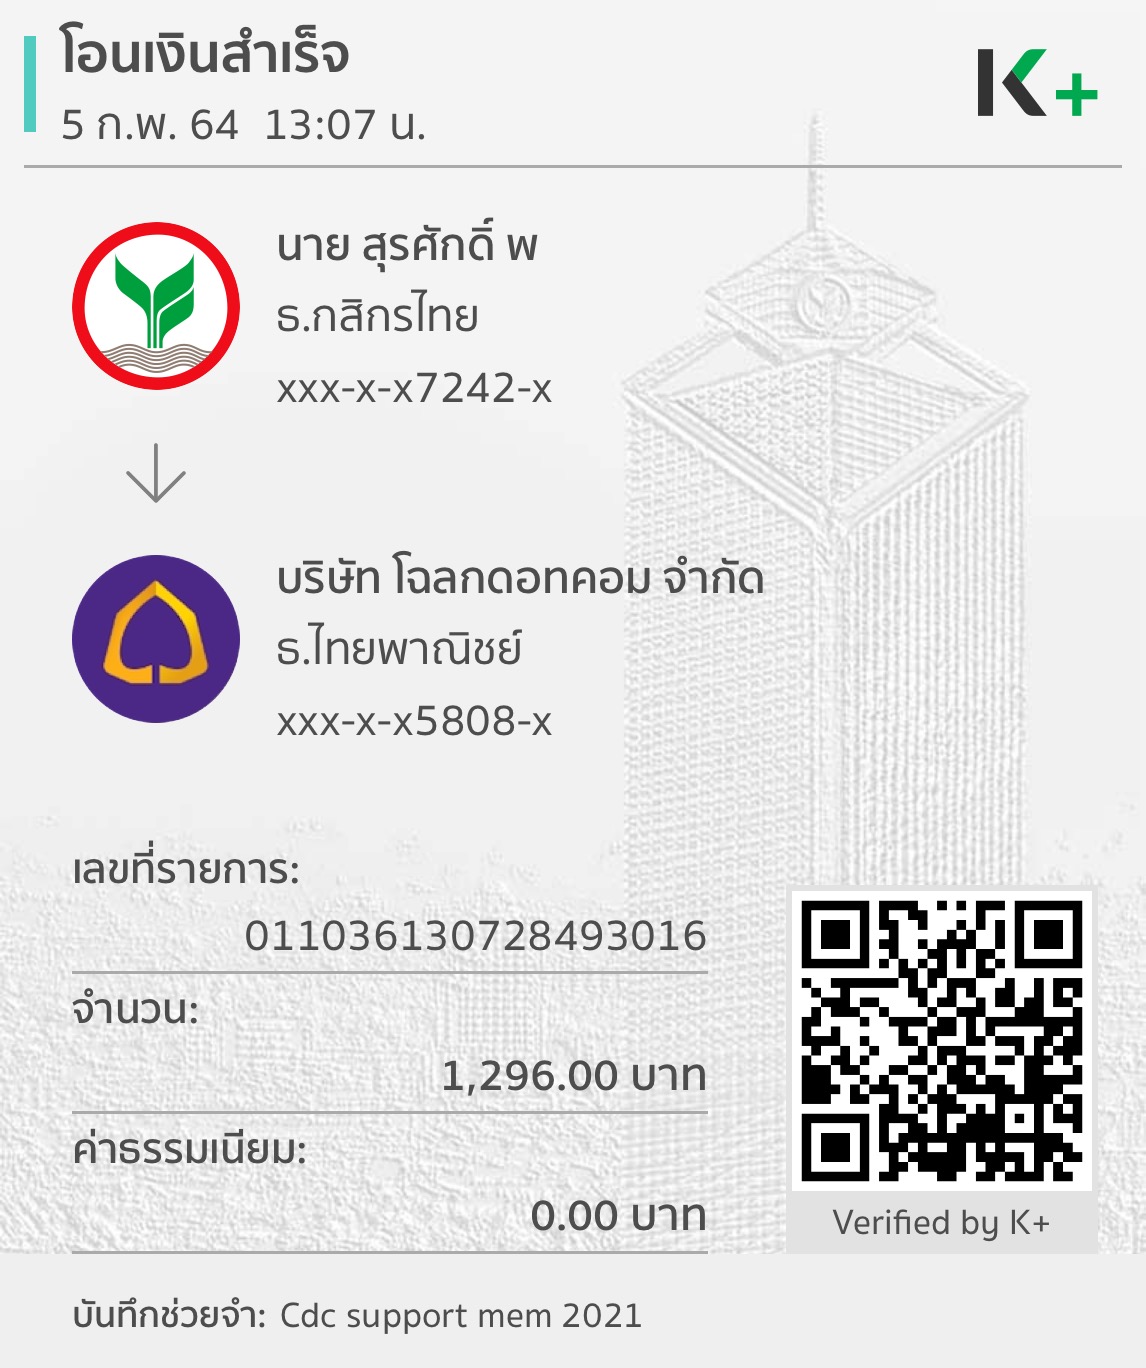 โอนเงินสำเร็จ
5 ก.พ. 64  13:07 น.
K+
นาย สุรศักดิ์ พ
ธ.กสิกรไทย
xxx-x-x7242-x
บริษัท โฉลกดอทคอม จำกัด
ธ.ไทยพาณิชย์
xxx-x-x5808-x
เลขที่รายการ:
011036130728493016
จำนวน:
1,296.00 บาท
ค่าธรรมเนียม:
0.00 บาท
Verified by K+
บันทึกช่วยจำ: Cdc support mem 2021